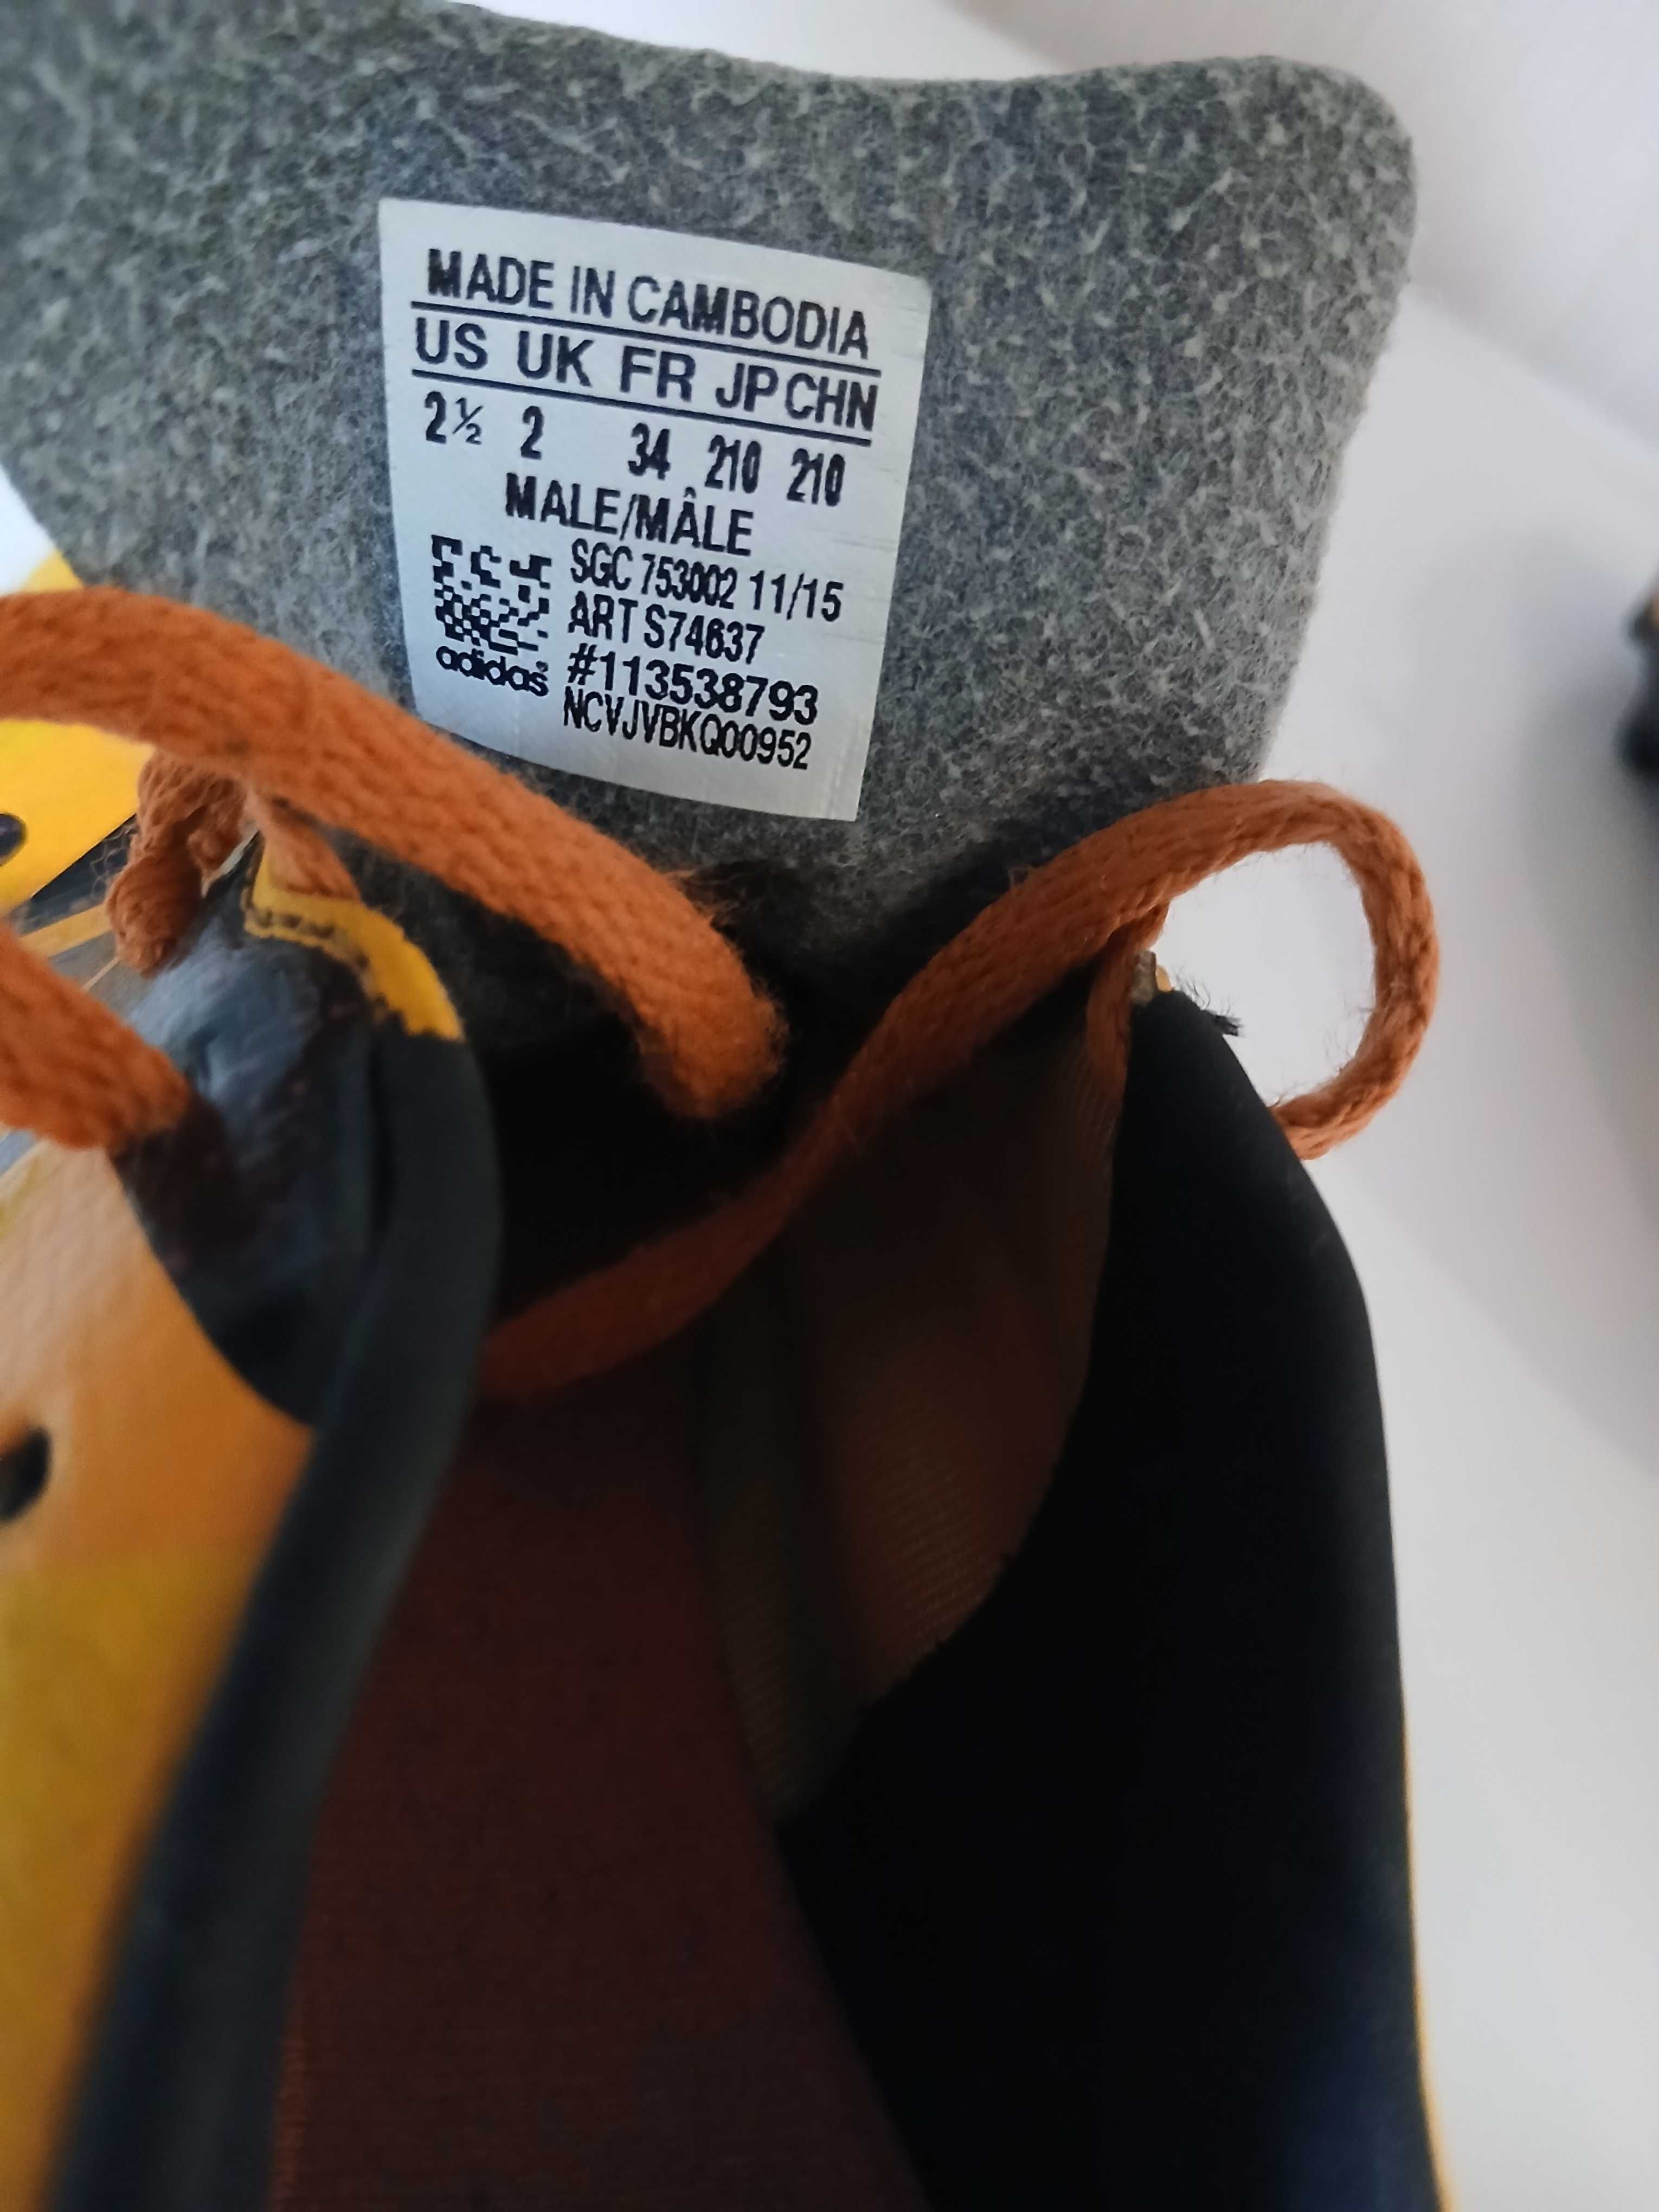 MADE IN CAMBODIA
US UK FR JP CHN
2½ 2 34 210 210
MALE/MÂLE
SGC 753002 11/15
ART S74637
#113538793
adidas®
NCVJVBKQ00952